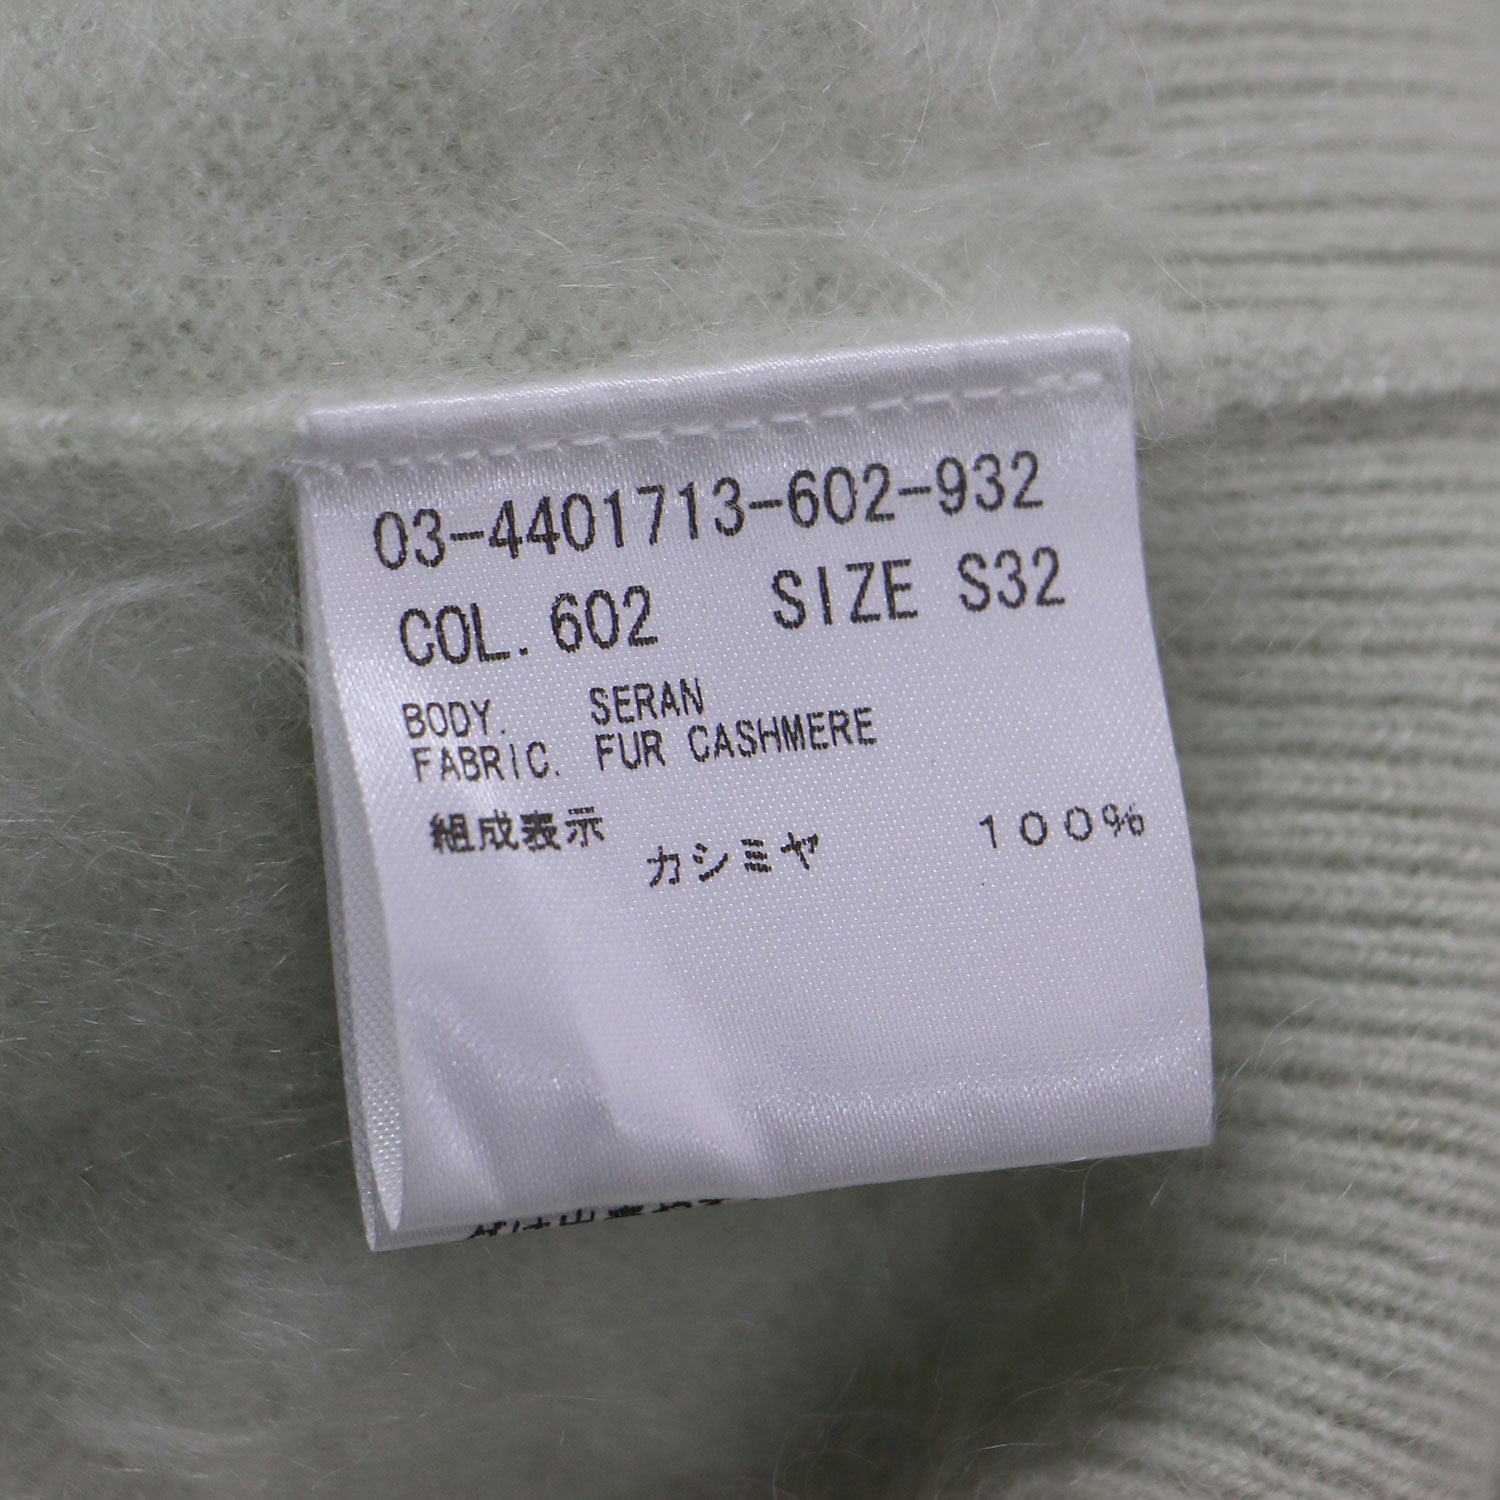 03-4401713-602-932
COL. 602 SIZE S32
BODY. SERAN
FABRIC. FUR CASHMERE
組成表示
カシミヤ 100%